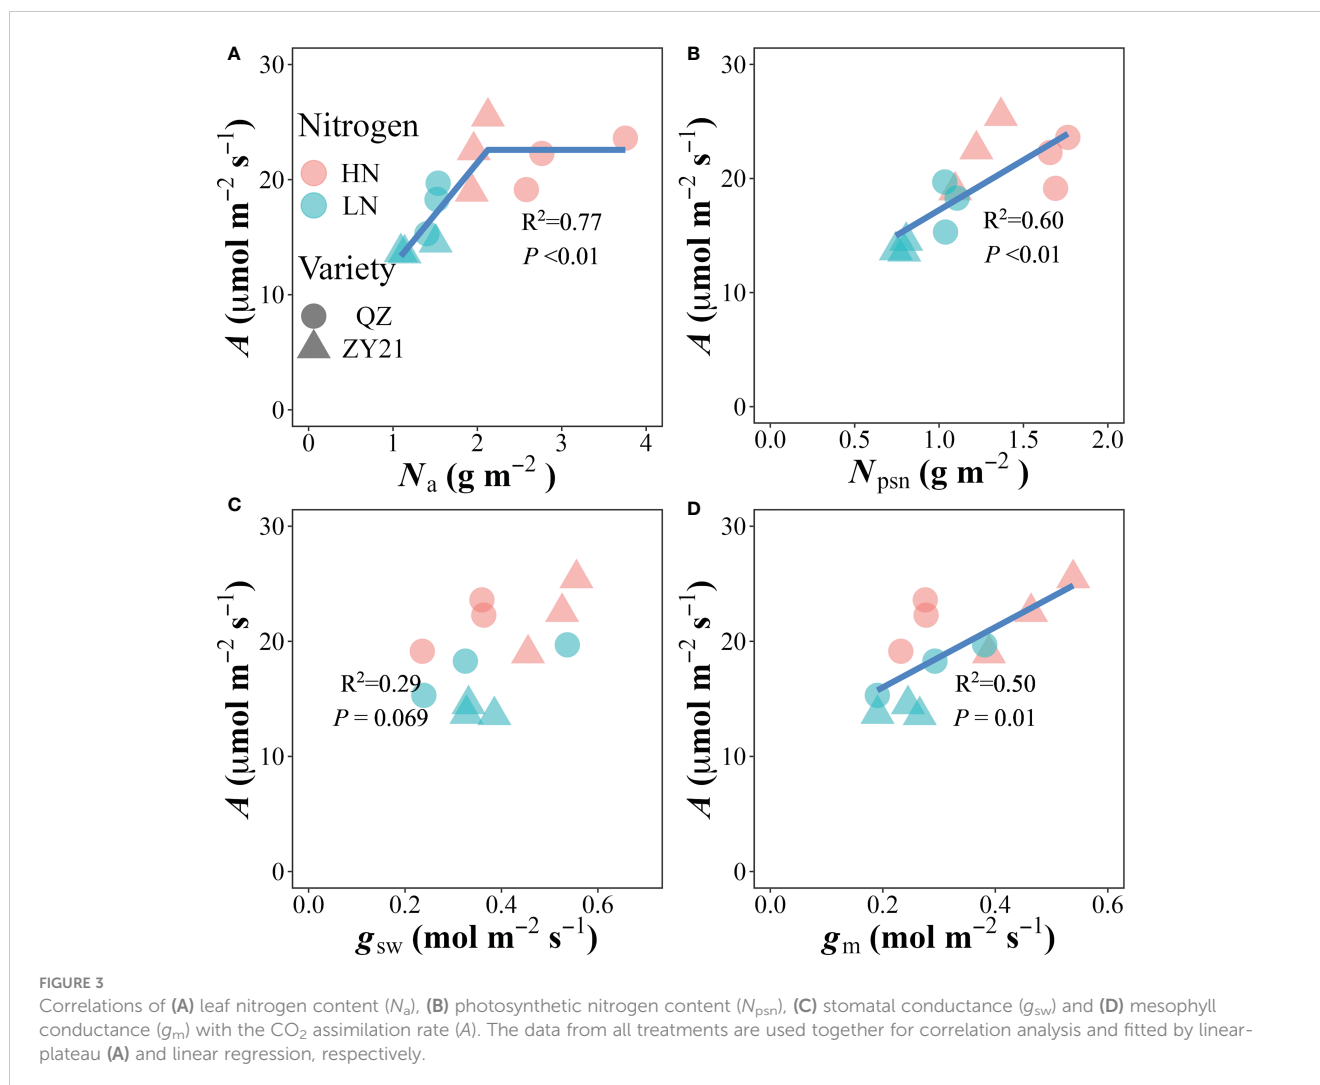 A
30
20
10
0
A (μmol m−2 s−1)
Nitrogen
HN
LN
Variety
QZ
ZY21
R2=0.77
P <0.01
0 1 2 3 4
Na (g m−2 )
B
30
20
10
0
A (μmol m−2 s−1)
R2=0.60
P <0.01
0.0 0.5 1.0 1.5 2.0
Npsn (g m−2 )
C
30
20
10
0
A (μmol m−2 s−1)
R2=0.29
P = 0.069
0.0 0.2 0.4 0.6
gsw (mol m−2 s−1)
D
30
20
10
0
A (μmol m−2 s−1)
R2=0.50
P = 0.01
0.0 0.2 0.4 0.6
gm (mol m−2 s−1)
FIGURE 3
Correlations of (A) leaf nitrogen content (Na), (B) photosynthetic nitrogen content (Npsn), (C) stomatal conductance (gsw) and (D) mesophyll
conductance (gm) with the CO2 assimilation rate (A). The data from all treatments are used together for correlation analysis and fitted by linear-
plateau (A) and linear regression, respectively.